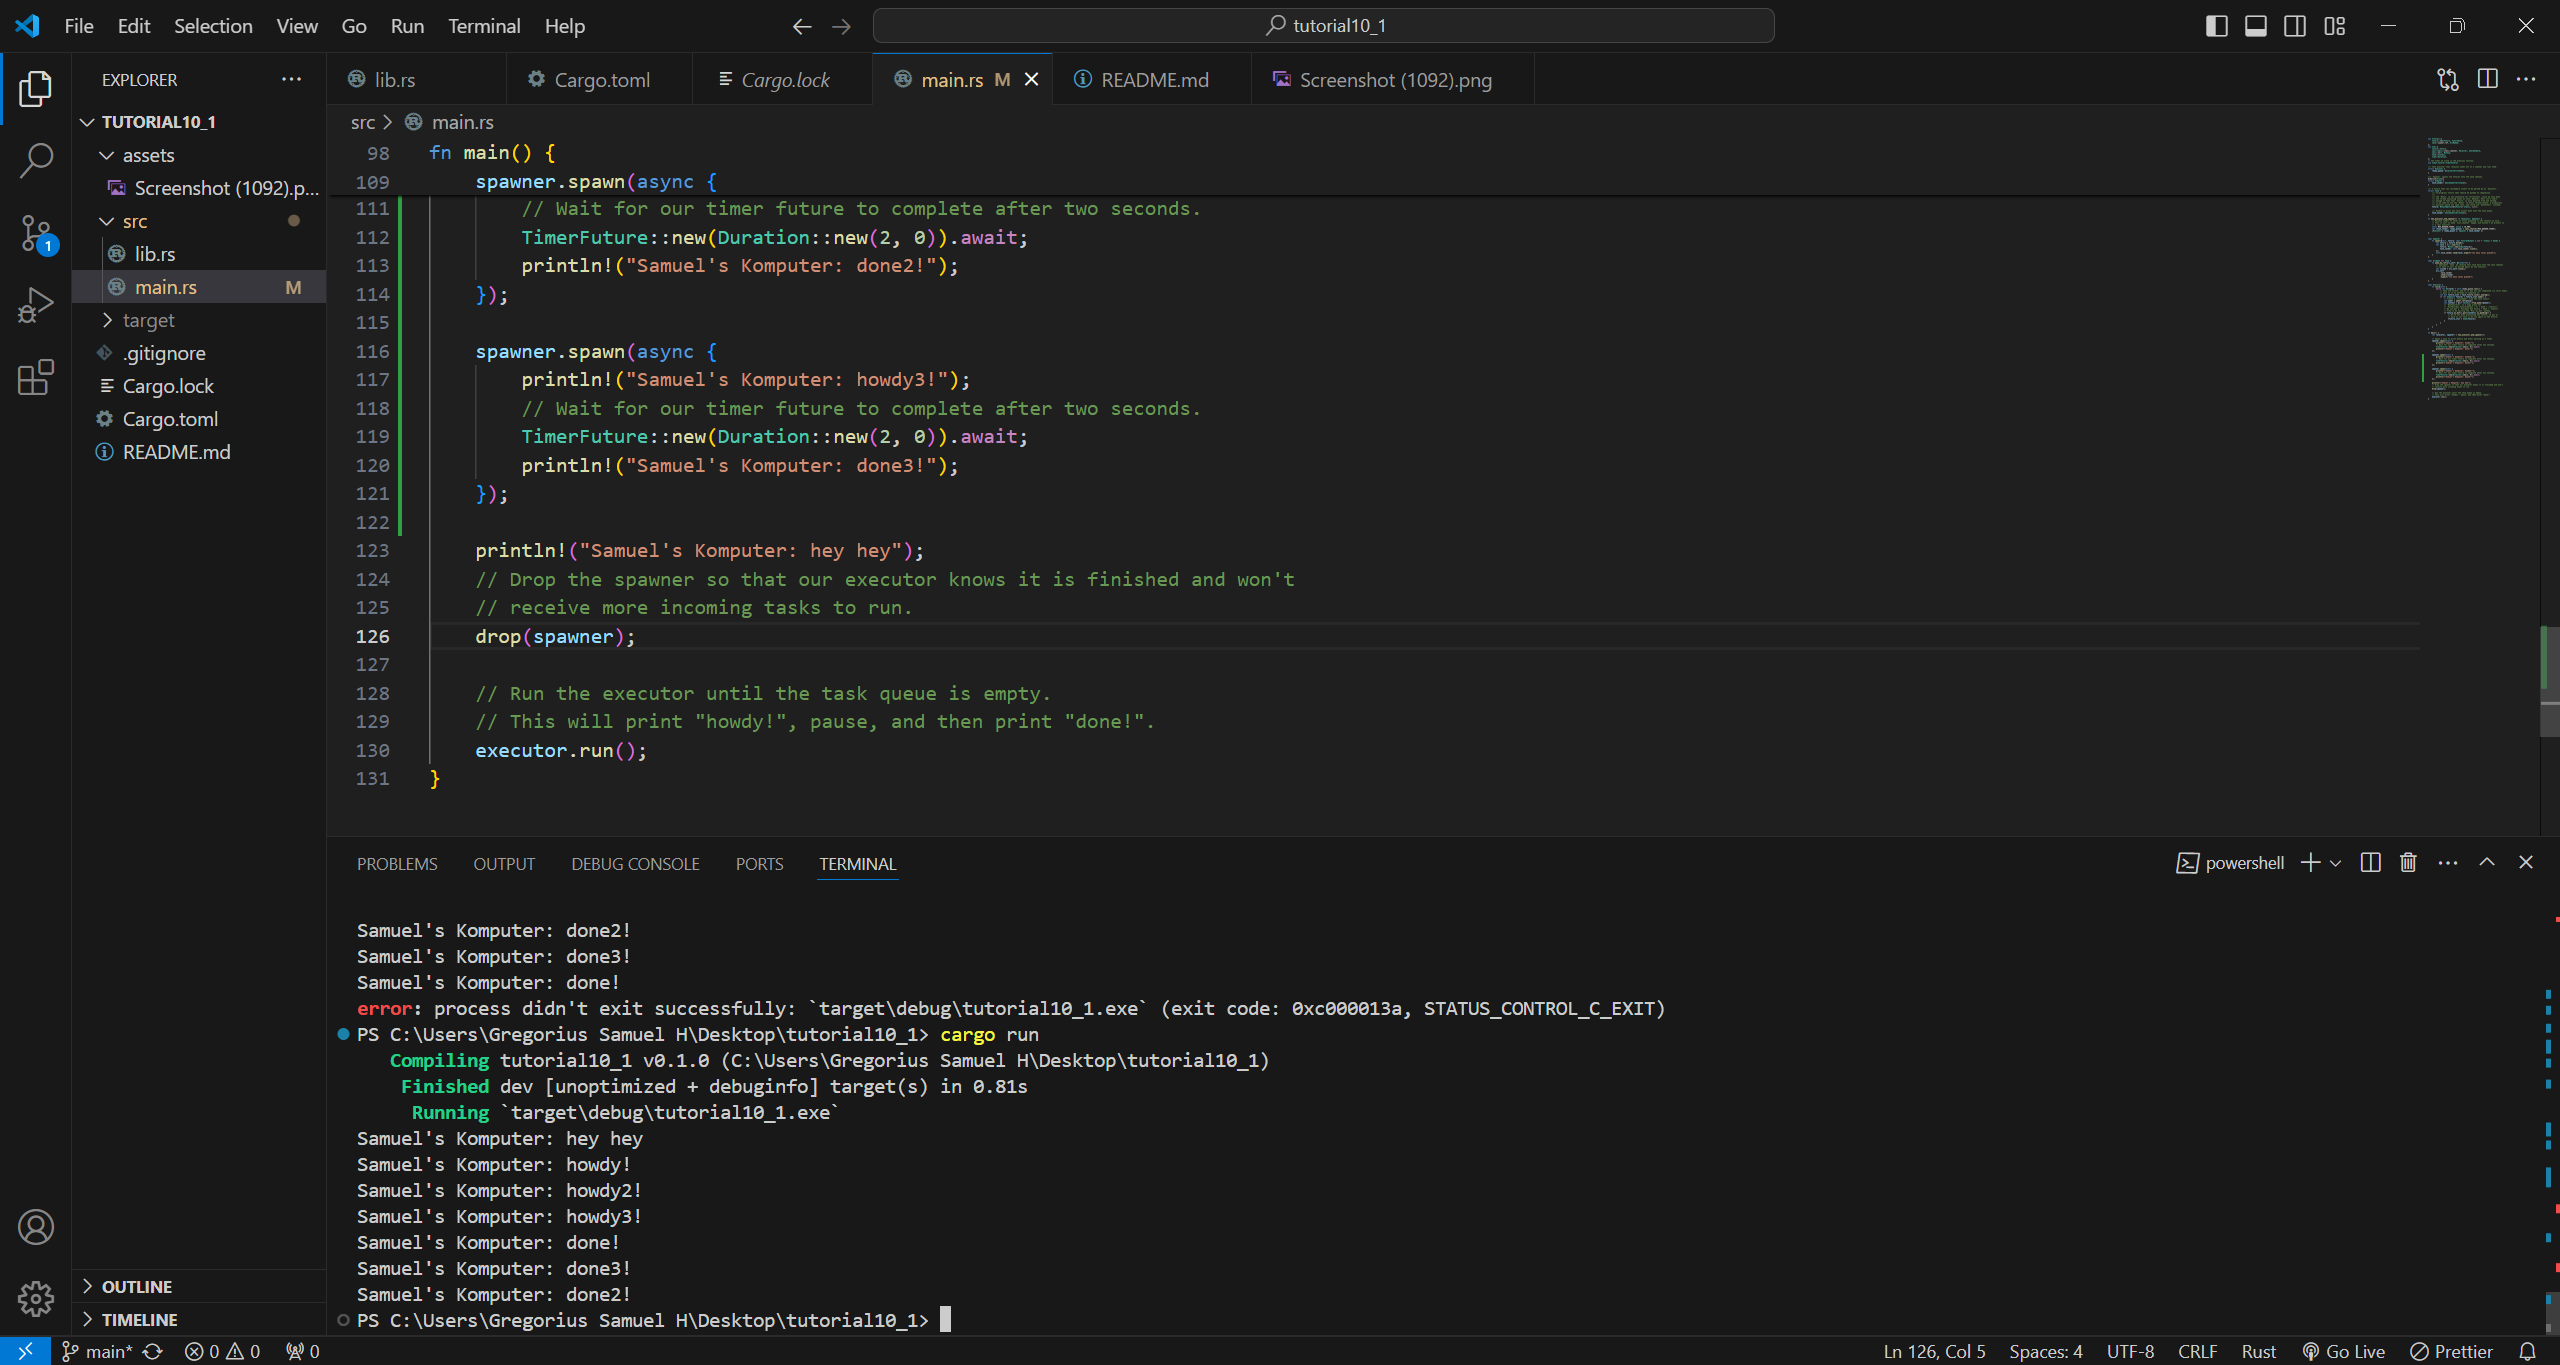 File Edit Selection View Go Run Terminal Help
tutorial10_1
EXPLORER
lib.rs
Cargo.toml
Cargo.lock
main.rs M
README.md
Screenshot (1092).png
TUTORIAL10_1
assets
Screenshot (1092).p...
src
lib.rs
main.rs M
target
.gitignore
Cargo.lock
Cargo.toml
README.md
OUTLINE
TIMELINE
1
src > main.rs
98 fn main() {
109 spawner.spawn(async {
111 // Wait for our timer future to complete after two seconds.
112 TimerFuture::new(Duration::new(2, 0)).await;
113 println!("Samuel's Komputer: done2!");
114 });
115
116 spawner.spawn(async {
117 println!("Samuel's Komputer: howdy3!");
118 // Wait for our timer future to complete after two seconds.
119 TimerFuture::new(Duration::new(2, 0)).await;
120 println!("Samuel's Komputer: done3!");
121 });
122
123 println!("Samuel's Komputer: hey hey");
124 // Drop the spawner so that our executor knows it is finished and won't
125 // receive more incoming tasks to run.
126 drop(spawner);
127
128 // Run the executor until the task queue is empty.
129 // This will print "howdy!", pause, and then print "done!".
130 executor.run();
131 }
PROBLEMS OUTPUT DEBUG CONSOLE PORTS TERMINAL
powershell
Samuel's Komputer: done2!
Samuel's Komputer: done3!
Samuel's Komputer: done!
error: process didn't exit successfully: `target\debug\tutorial10_1.exe` (exit code: 0xc000013a, STATUS_CONTROL_C_EXIT)
PS C:\Users\Gregorius Samuel H\Desktop\tutorial10_1> cargo run
Compiling tutorial10_1 v0.1.0 (C:\Users\Gregorius Samuel H\Desktop\tutorial10_1)
Finished dev [unoptimized + debuginfo] target(s) in 0.81s
Running `target\debug\tutorial10_1.exe`
Samuel's Komputer: hey hey
Samuel's Komputer: howdy!
Samuel's Komputer: howdy2!
Samuel's Komputer: howdy3!
Samuel's Komputer: done!
Samuel's Komputer: done3!
Samuel's Komputer: done2!
PS C:\Users\Gregorius Samuel H\Desktop\tutorial10_1>
main* 0 0 0
Ln 126, Col 5 Spaces: 4 UTF-8 CRLF Rust Go Live Prettier